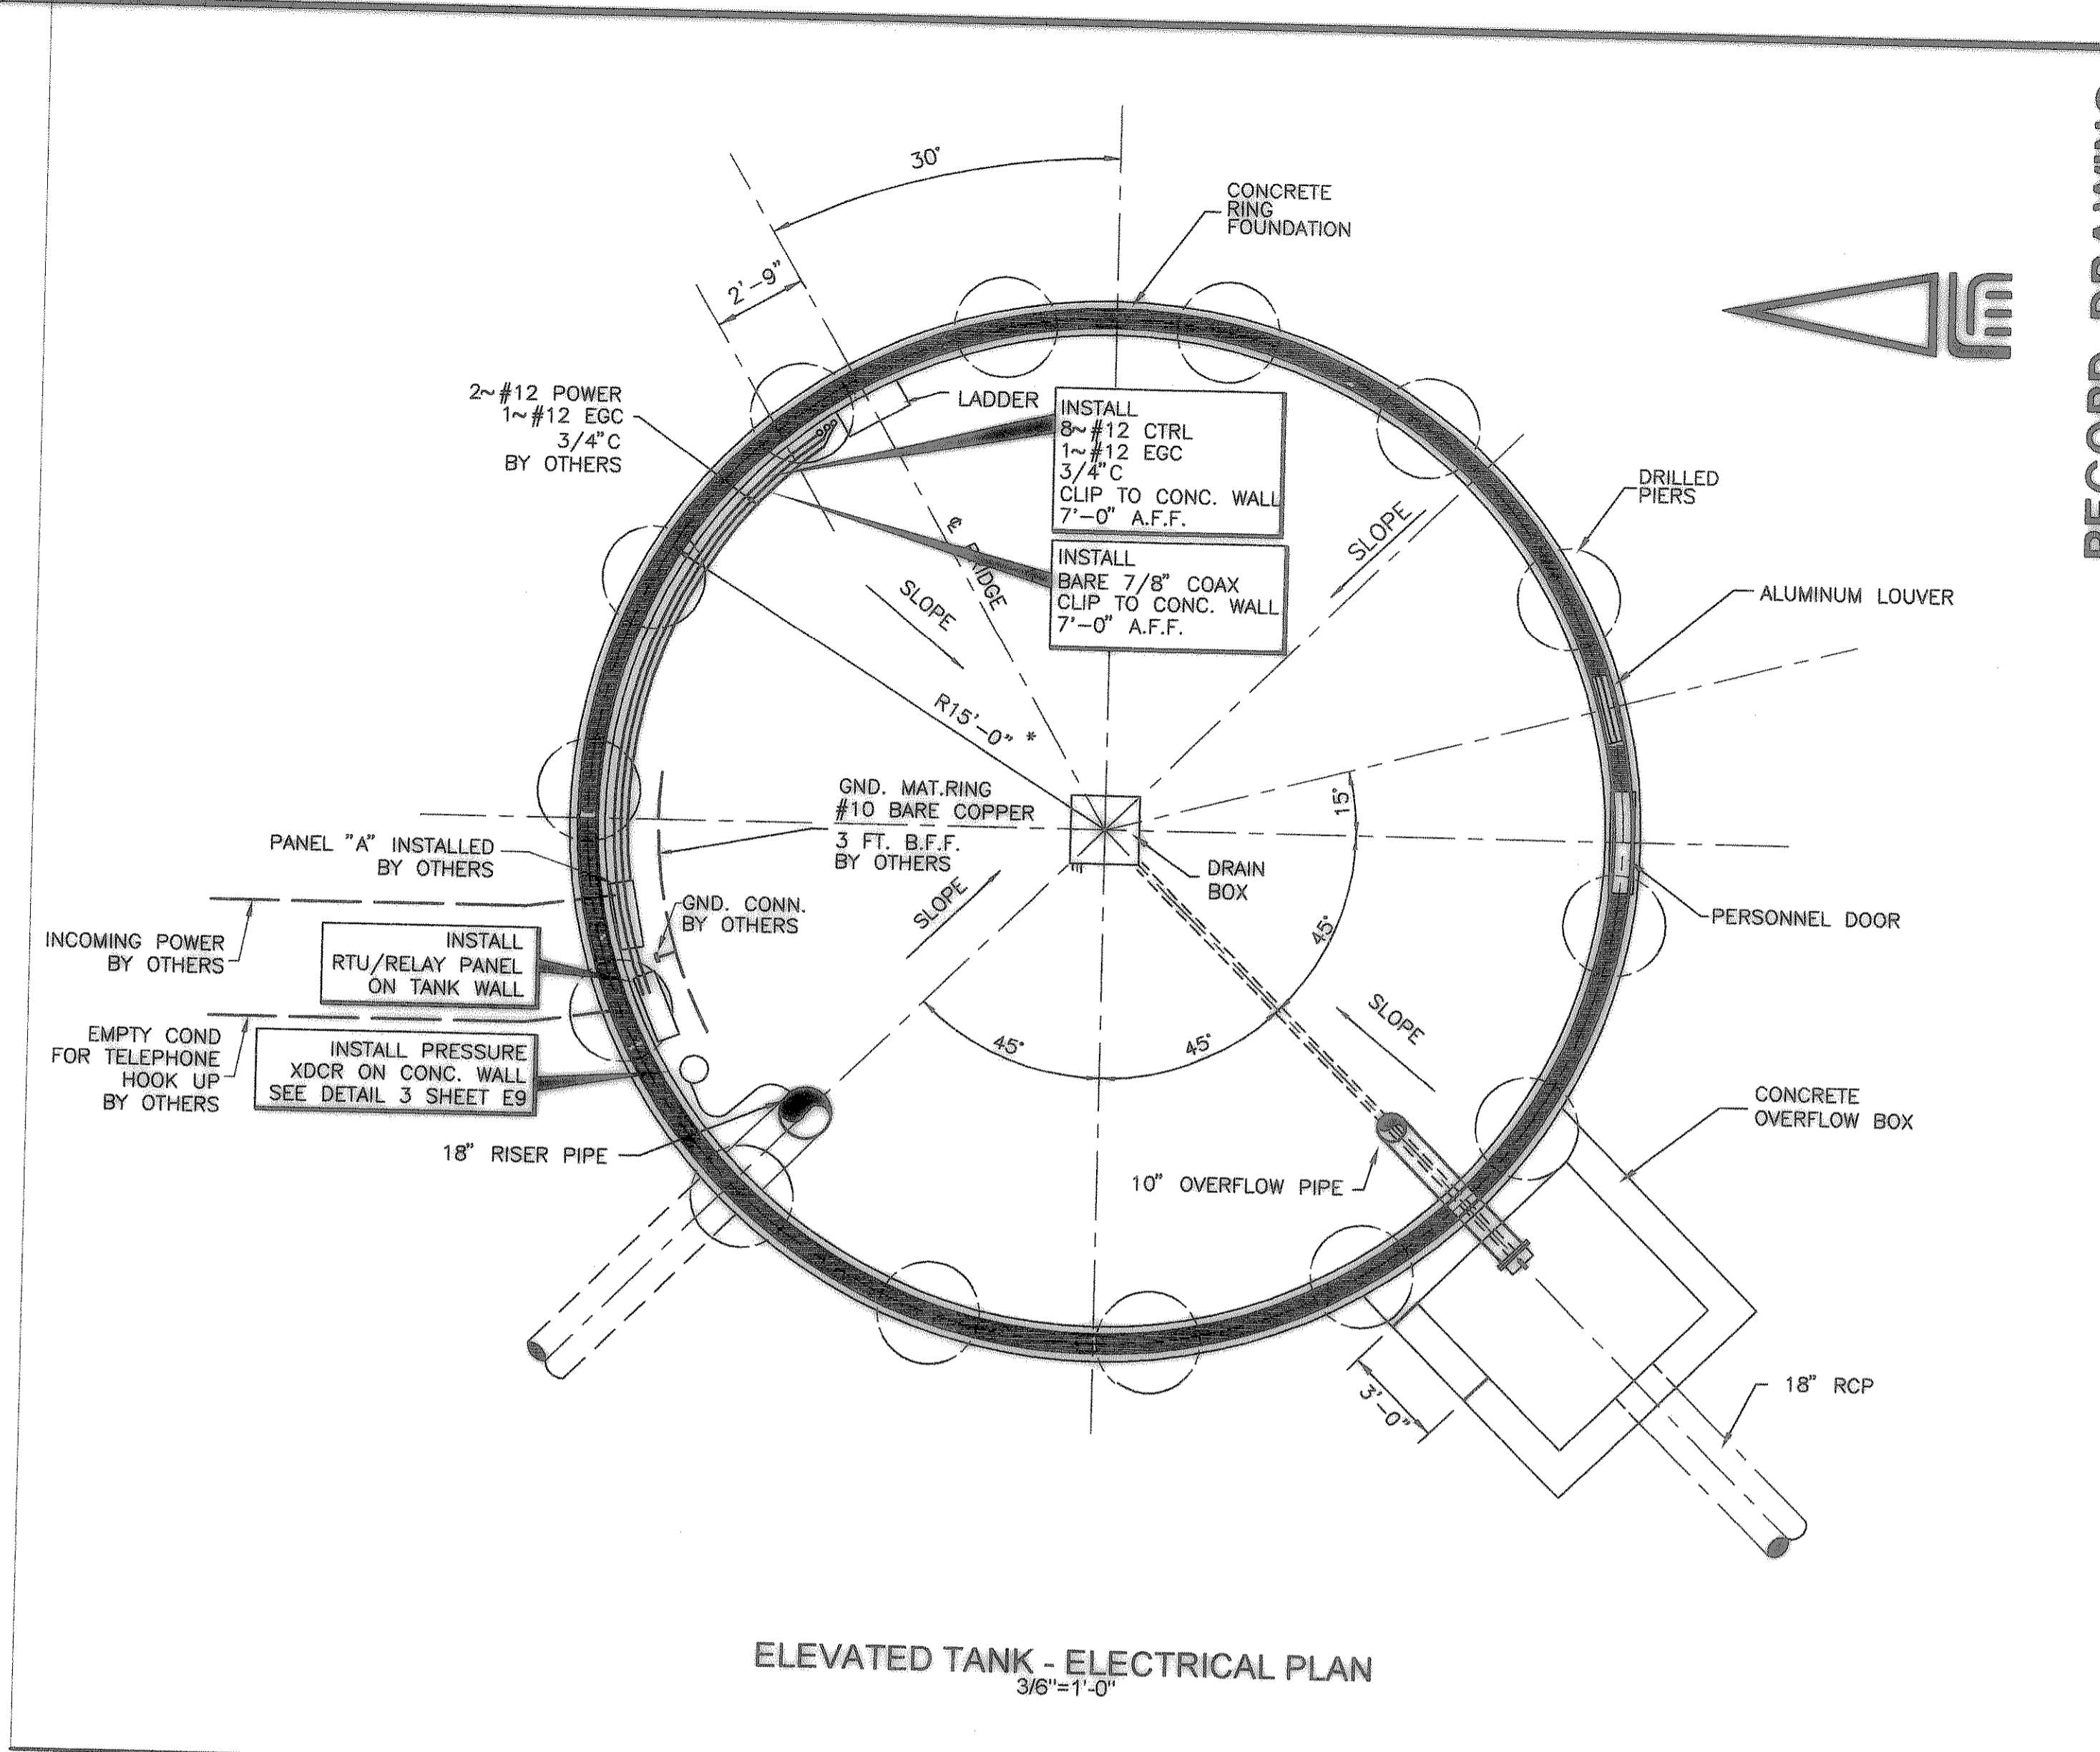 30°
CONCRETE
RING
FOUNDATION
2'-9"
RECORD DRAWING
2~#12 POWER
1~#12 EGC
3/4"C
BY OTHERS
LADDER
INSTALL
8~#12 CTRL
1~#12 EGC
3/4"C
CLIP TO CONC. WALL
7'-0" A.F.F.
INSTALL
BARE 7/8" COAX
CLIP TO CONC. WALL
7'-0" A.F.F.
DRILLED
PIERS
SLOPE
RIDGE
SLOPE
ALUMINUM LOUVER
R15'-0" *
GND. MAT.RING
#10 BARE COPPER
3 FT. B.F.F.
BY OTHERS
15°
PANEL "A" INSTALLED
BY OTHERS
DRAIN
BOX
SLOPE
GND. CONN.
BY OTHERS
45°
PERSONNEL DOOR
INCOMING POWER
BY OTHERS
INSTALL
RTU/RELAY PANEL
ON TANK WALL
SLOPE
EMPTY COND
FOR TELEPHONE
HOOK UP
BY OTHERS
INSTALL PRESSURE
XDCR ON CONC. WALL
SEE DETAIL 3 SHEET E9
45°
45°
CONCRETE
OVERFLOW BOX
18" RISER PIPE
10" OVERFLOW PIPE
3'-0"
18" RCP
ELEVATED TANK - ELECTRICAL PLAN
3/6"=1'-0"